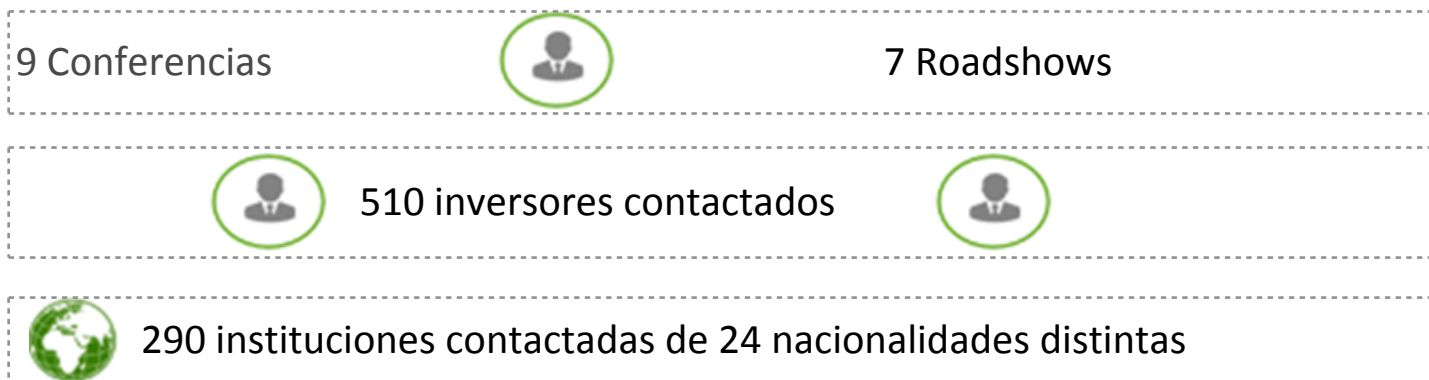 9 Conferencias 7 Roadshows
510 inversores contactados
290 instituciones contactadas de 24 nacionalidades distintas